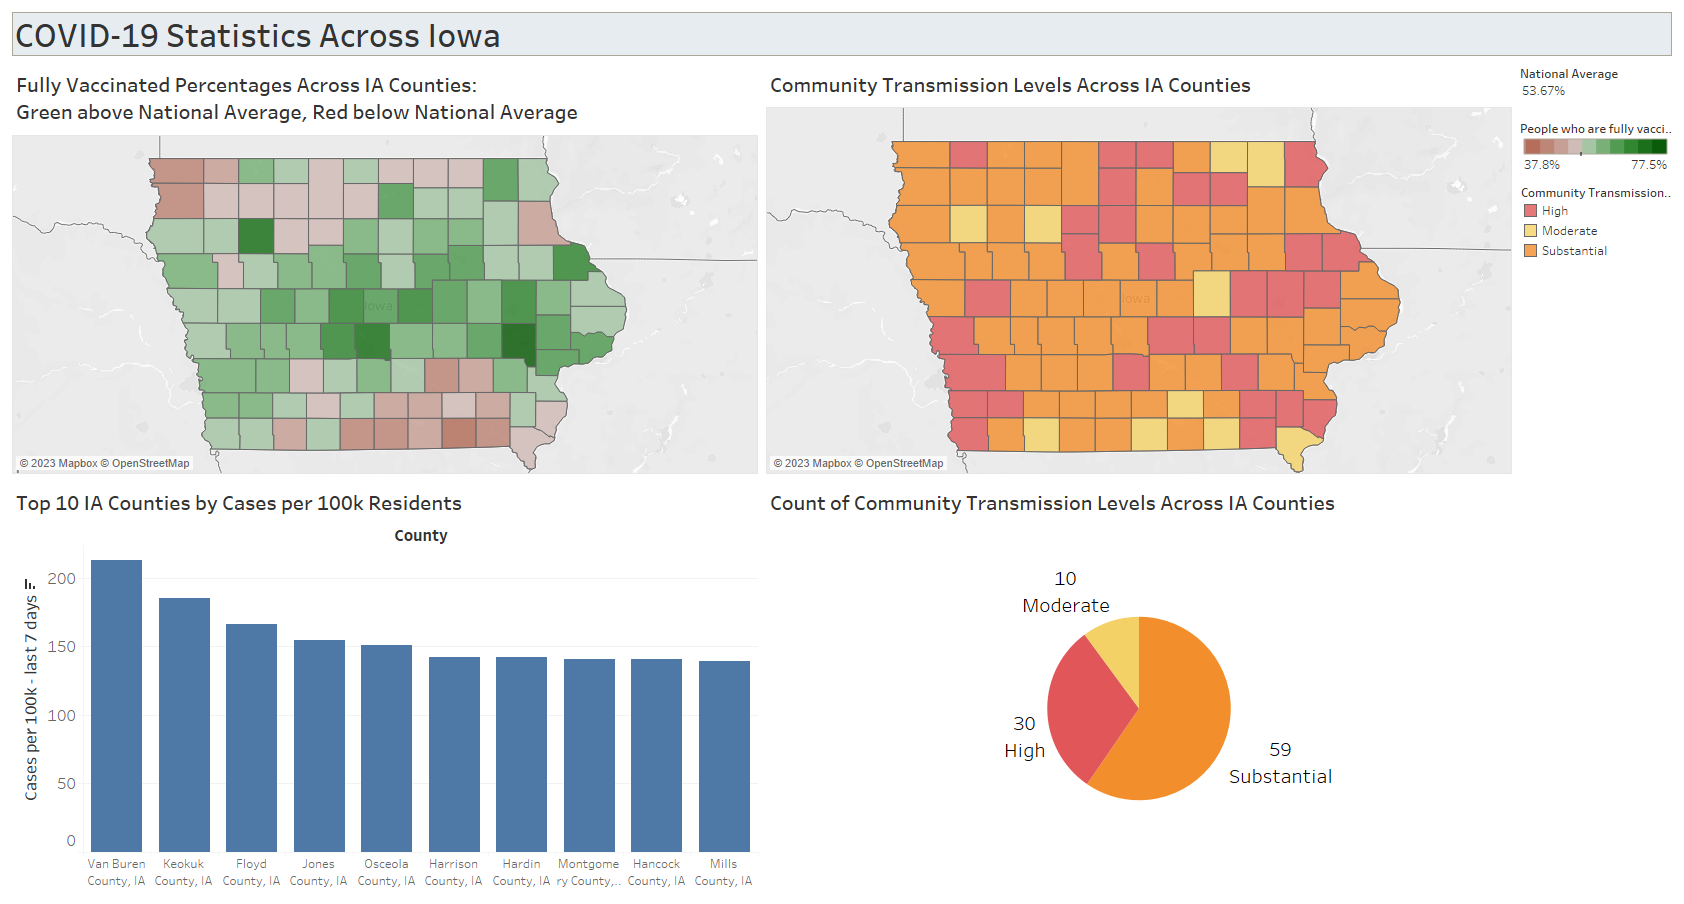 COVID-19 Statistics Across Iowa
Fully Vaccinated Percentages Across IA Counties:
Green above National Average, Red below National Average
Iowa
© 2023 Mapbox © OpenStreetMap
Community Transmission Levels Across IA Counties
Iowa
© 2023 Mapbox © OpenStreetMap
National Average
53.67%
People who are fully vacci..
37.8% 77.5%
Community Transmission..
High
Moderate
Substantial
Top 10 IA Counties by Cases per 100k Residents
County
Cases per 100k - last 7 days
200
150
100
50
0
Van Buren County, IA
Keokuk County, IA
Floyd County, IA
Jones County, IA
Osceola County, IA
Harrison County, IA
Hardin County, IA
Montgome ry County,..
Hancock County, IA
Mills County, IA
Count of Community Transmission Levels Across IA Counties
10
Moderate
30
High
59
Substantial